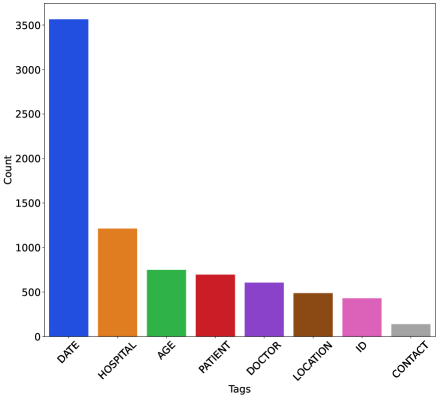 3500
3000
2500
2000
1500
1000
500
0
Count
DATE
HOSPITAL
AGE
PATIENT
DOCTOR
LOCATION
ID
CONTACT
Tags